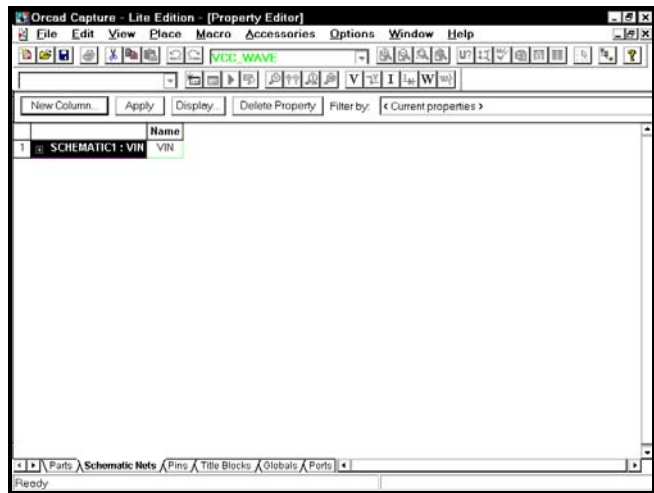 Orcad Capture - Lite Edition - [Property Editor]
File Edit View Place Macro Accessories Options Window Help
VCC_WAVE
U?
V I W
New Column... Apply Display... Delete Property Filter by: < Current properties >
Name
1 SCHEMATIC1 : VIN VIN
Parts Schematic Nets Pins Title Blocks Globals Ports
Ready